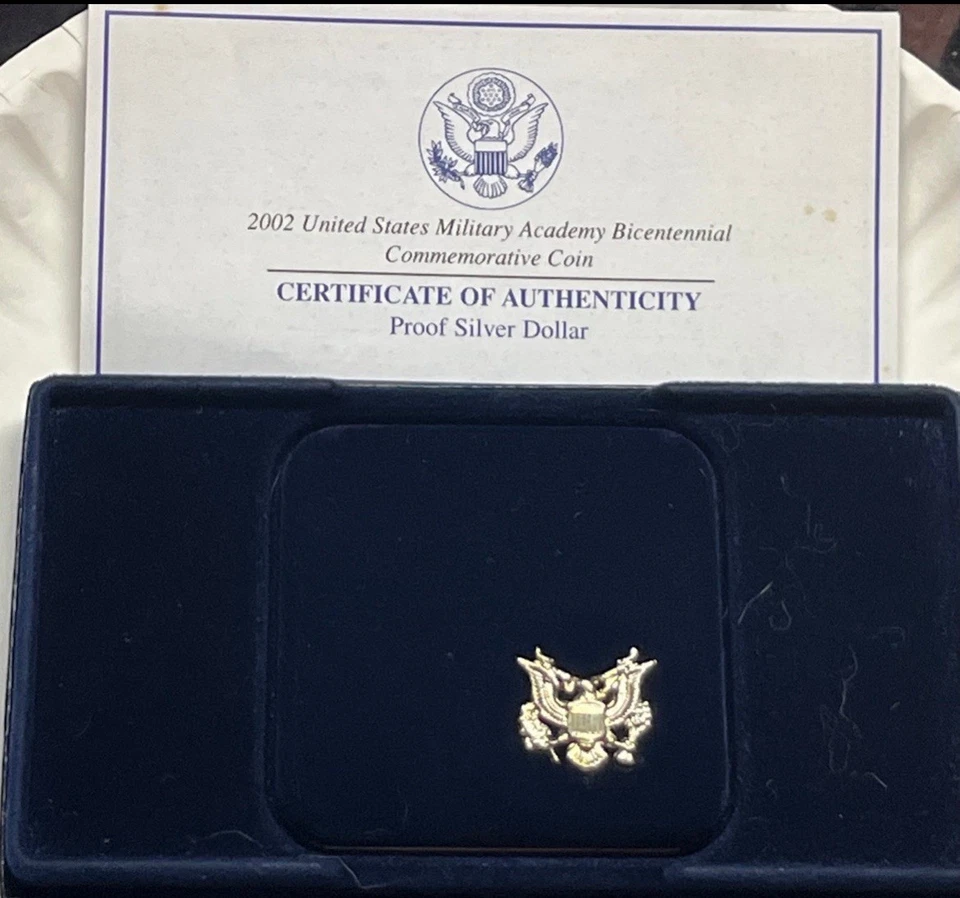 2002 United States Military Academy Bicentennial
Commemorative Coin
CERTIFICATE OF AUTHENTICITY
Proof Silver Dollar